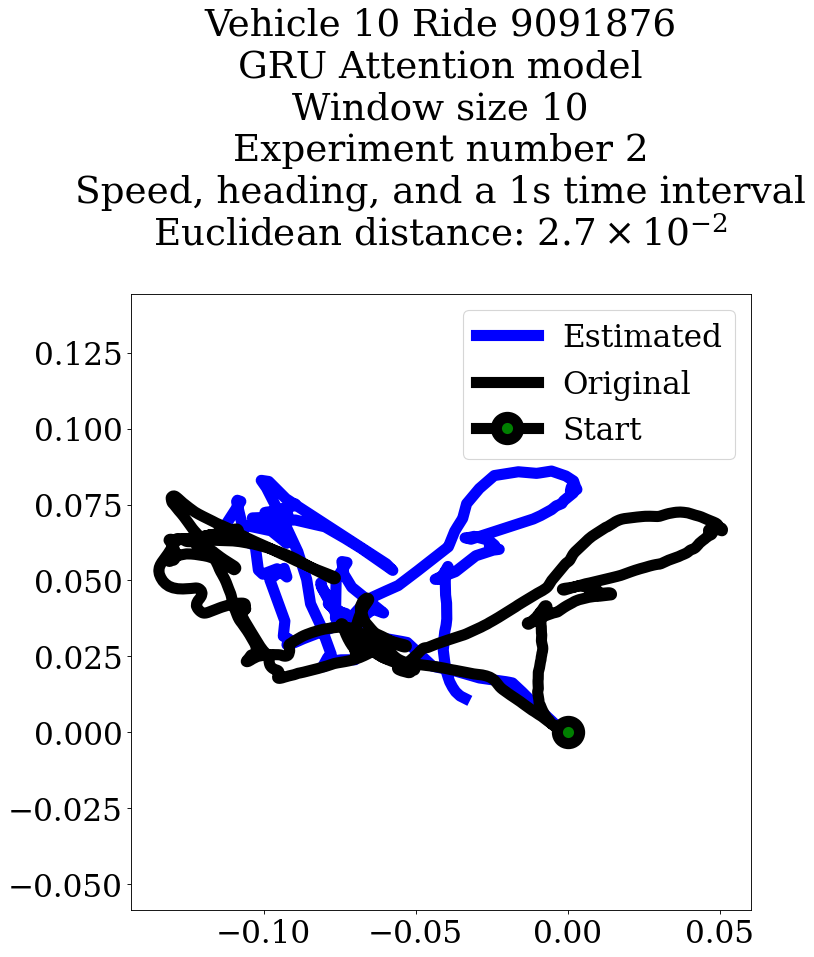 Vehicle 10 Ride 9091876
GRU Attention model
Window size 10
Experiment number 2
Speed, heading, and a 1s time interval
Euclidean distance: 2.7 × 10⁻²
Estimated
Original
Start
0.125
0.100
0.075
0.050
0.025
0.000
−0.025
−0.050
−0.10
−0.05
0.00
0.05